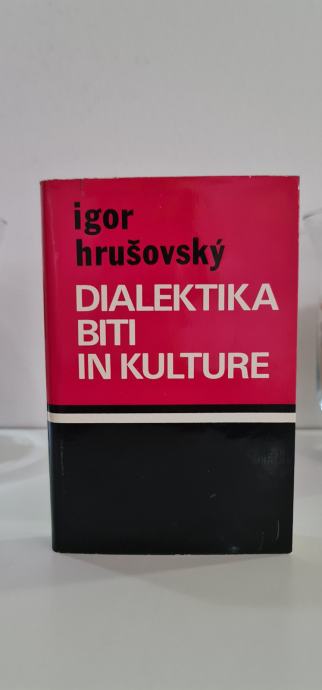 igor
hrušovský
DIALEKTIKA
BITI
IN KULTURE